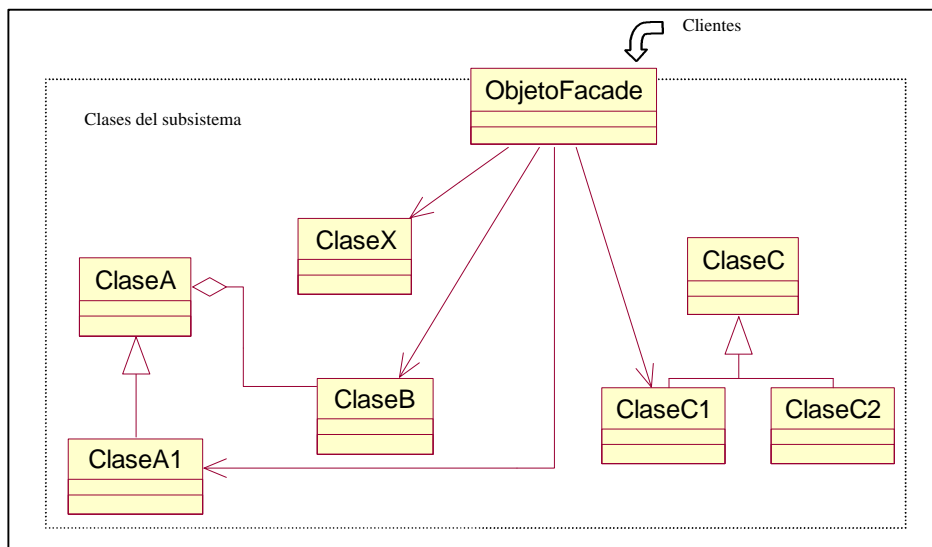 Clientes
ObjetoFacade
Clases del subsistema
ClaseX
ClaseC
ClaseA
ClaseB
ClaseC1
ClaseC2
ClaseA1